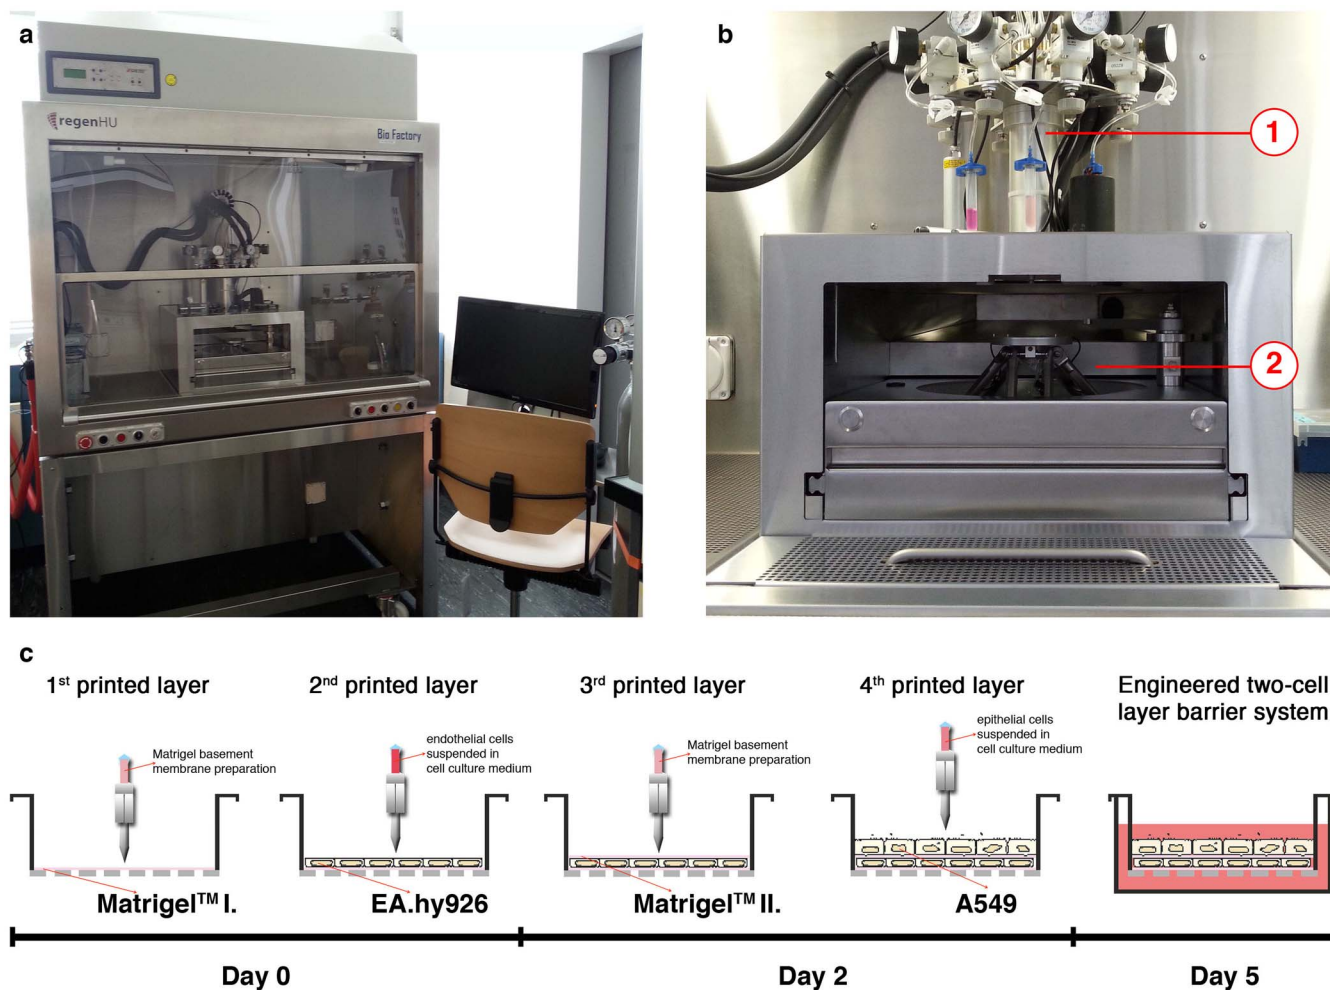 a
regenHU
Bio Factory
b
1
2
c
1st printed layer
2nd printed layer
3rd printed layer
4th printed layer
Engineered two-cell
layer barrier system
Matrigel basement
membrane preparation
endothelial cells
suspended in
cell culture medium
Matrigel basement
membrane preparation
epithelial cells
suspended in
cell culture medium
Matrigel™ I.
EA.hy926
Matrigel™ II.
A549
Day 0
Day 2
Day 5